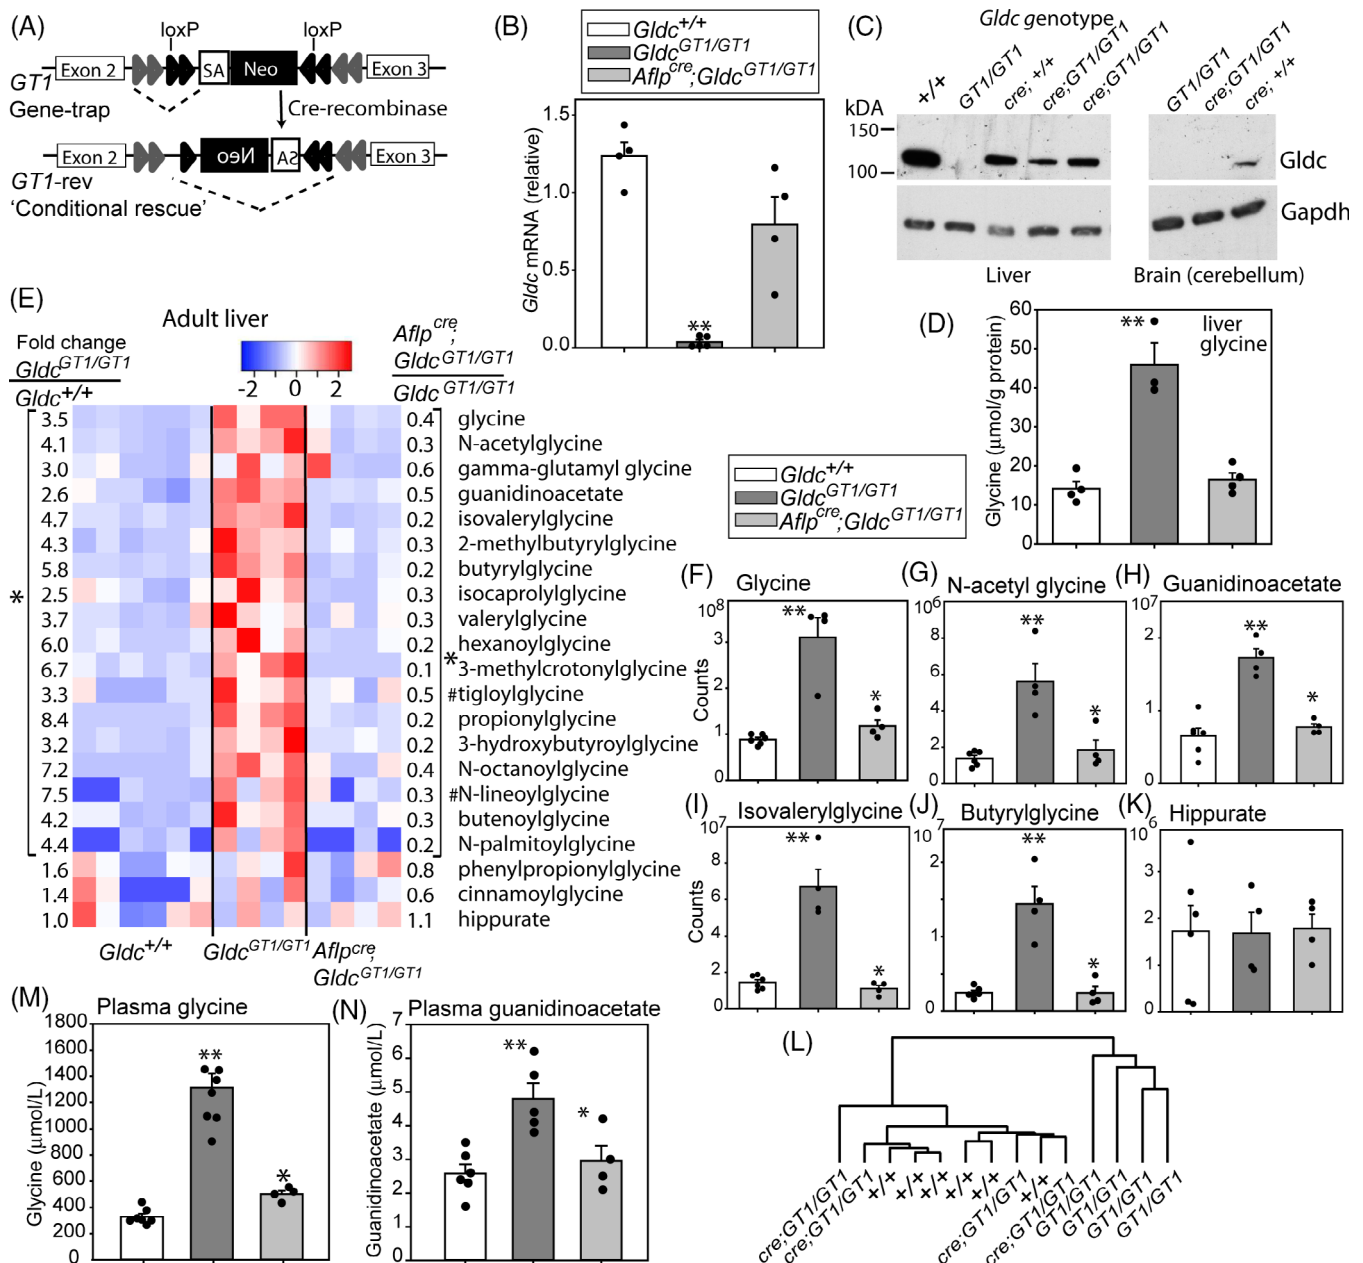 (A)
loxP loxP
Exon 2 SA Neo Exon 3
GT1
Gene-trap
Cre-recombinase
Exon 2 Neo SA Exon 3
GT1-rev
'Conditional rescue'
(B)
Gldc+/+
GldcGT1/GT1
Aflpcre;GldcGT1/GT1
Gldc mRNA (relative)
1.5
1.0
0.5
0.0
**
(C)
Gldc genotype
+/+ GT1/GT1 cre; +/+ cre;GT1/GT1 cre;GT1/GT1 GT1/GT1 cre;GT1/GT1 cre; +/+
kDA
150
100
Gldc
Gapdh
Liver Brain (cerebellum)
(D)
liver
glycine
**
Glycine (µmol/g protein)
60
50
40
30
20
10
0
(E)
Adult liver
Fold change
GldcGT1/GT1
Gldc+/+
-2 0 2
Aflpcre;
GldcGT1/GT1
GldcGT1/GT1
3.5 0.4 glycine
4.1 0.3 N-acetylglycine
3.0 0.6 gamma-glutamyl glycine
2.6 0.5 guanidinoacetate
4.7 0.2 isovalerylglycine
4.3 0.3 2-methylbutyrylglycine
5.8 0.2 butyrylglycine
* 2.5 0.3 isocaprolylglycine
3.7 0.3 valerylglycine
6.0 0.2 hexanoylglycine
6.7 0.1 *3-methylcrotonylglycine
3.3 0.5 #tigloylglycine
8.4 0.2 propionylglycine
3.2 0.2 3-hydroxybutyroylglycine
7.2 0.4 N-octanoylglycine
7.5 0.3 #N-lineoylglycine
4.2 0.3 butenoylglycine
4.4 0.2 N-palmitoylglycine
1.6 0.8 phenylpropionylglycine
1.4 0.6 cinnamoylglycine
1.0 1.1 hippurate
Gldc+/+ GldcGT1/GT1 Aflpcre;
GldcGT1/GT1
Gldc+/+
GldcGT1/GT1
Aflpcre;GldcGT1/GT1
(F) Glycine
10^8
Counts
3
2
1
0
** *
(G) N-acetyl glycine
10^6
6
4
2
0
** *
(H) Guanidinoacetate
10^7
2
1
0
** *
(I) Isovalerylglycine
10^7
Counts
6
4
2
0
** *
(J) Butyrylglycine
10^7
2
1
0
** *
(K) Hippurate
10^6
3
2
1
0
(L)
cre;GT1/GT1 cre;GT1/GT1 +/+ +/+ +/+ +/+ +/+ cre;GT1/GT1 +/+ cre;GT1/GT1 GT1/GT1 GT1/GT1 GT1/GT1 GT1/GT1
(M) Plasma glycine
Glycine (µmol/L)
1800
1600
1400
1200
1000
800
600
400
200
0
** *
(N) Plasma guanidinoacetate
Guanidinoacetate (µmol/L)
7
6
5
4
3
2
1
0
** *